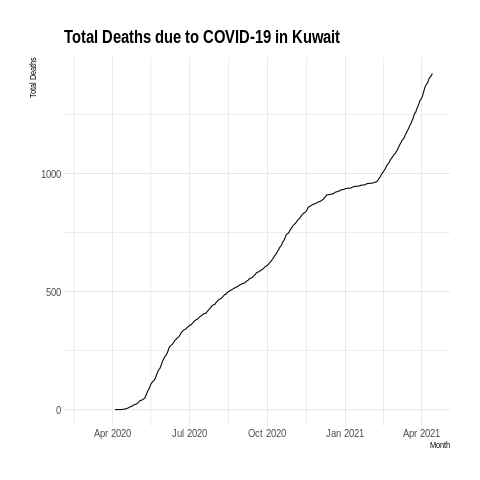 Total Deaths due to COVID-19 in Kuwait
Total Deaths
1000
500
0
Apr 2020 Jul 2020 Oct 2020 Jan 2021 Apr 2021
Month